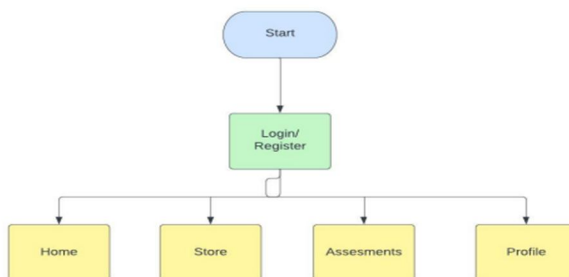 Start
Login/
Register
Home
Store
Assesments
Profile